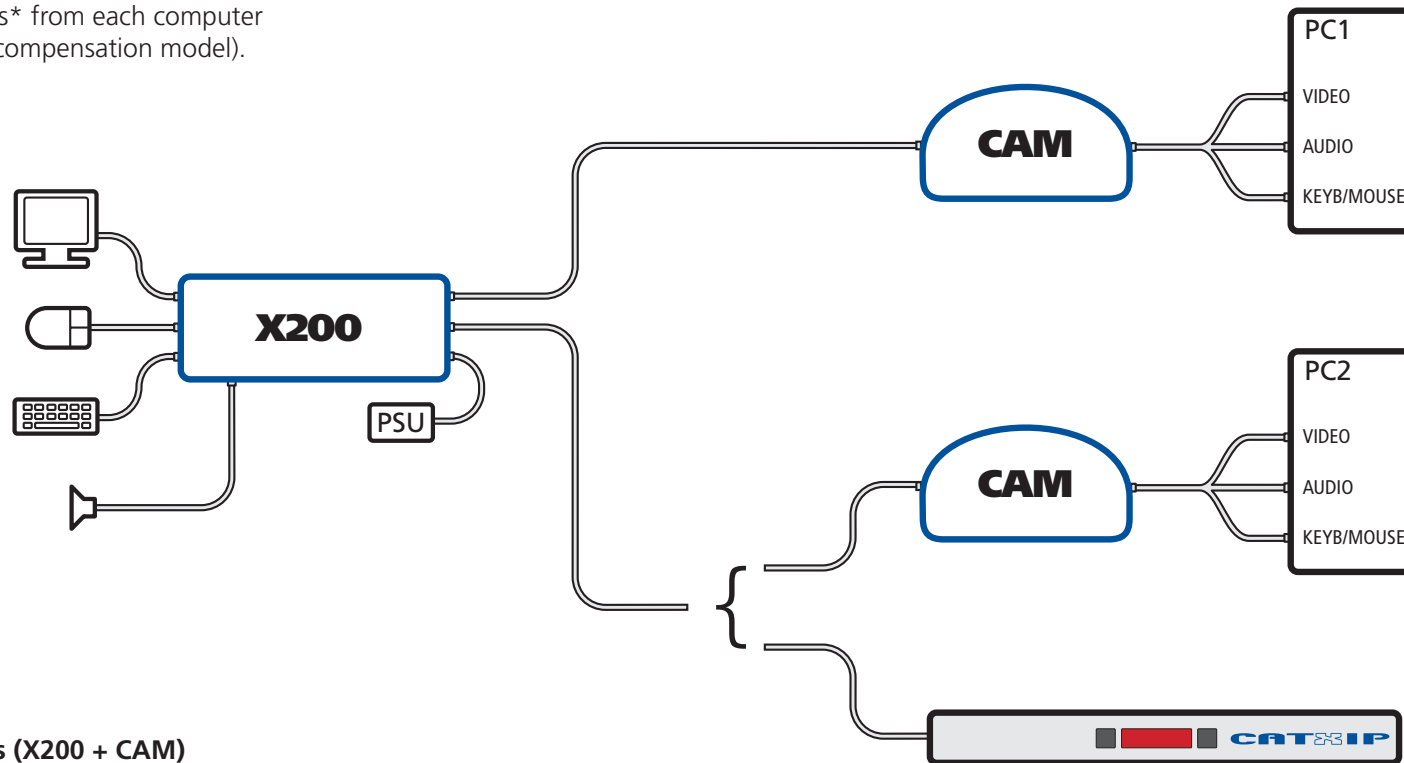 s* from each computer
compensation model).
PC1
VIDEO
CAM
AUDIO
KEYB/MOUSE
X200
PSU
PC2
VIDEO
CAM
AUDIO
KEYB/MOUSE
s (X200 + CAM)
CATXIP